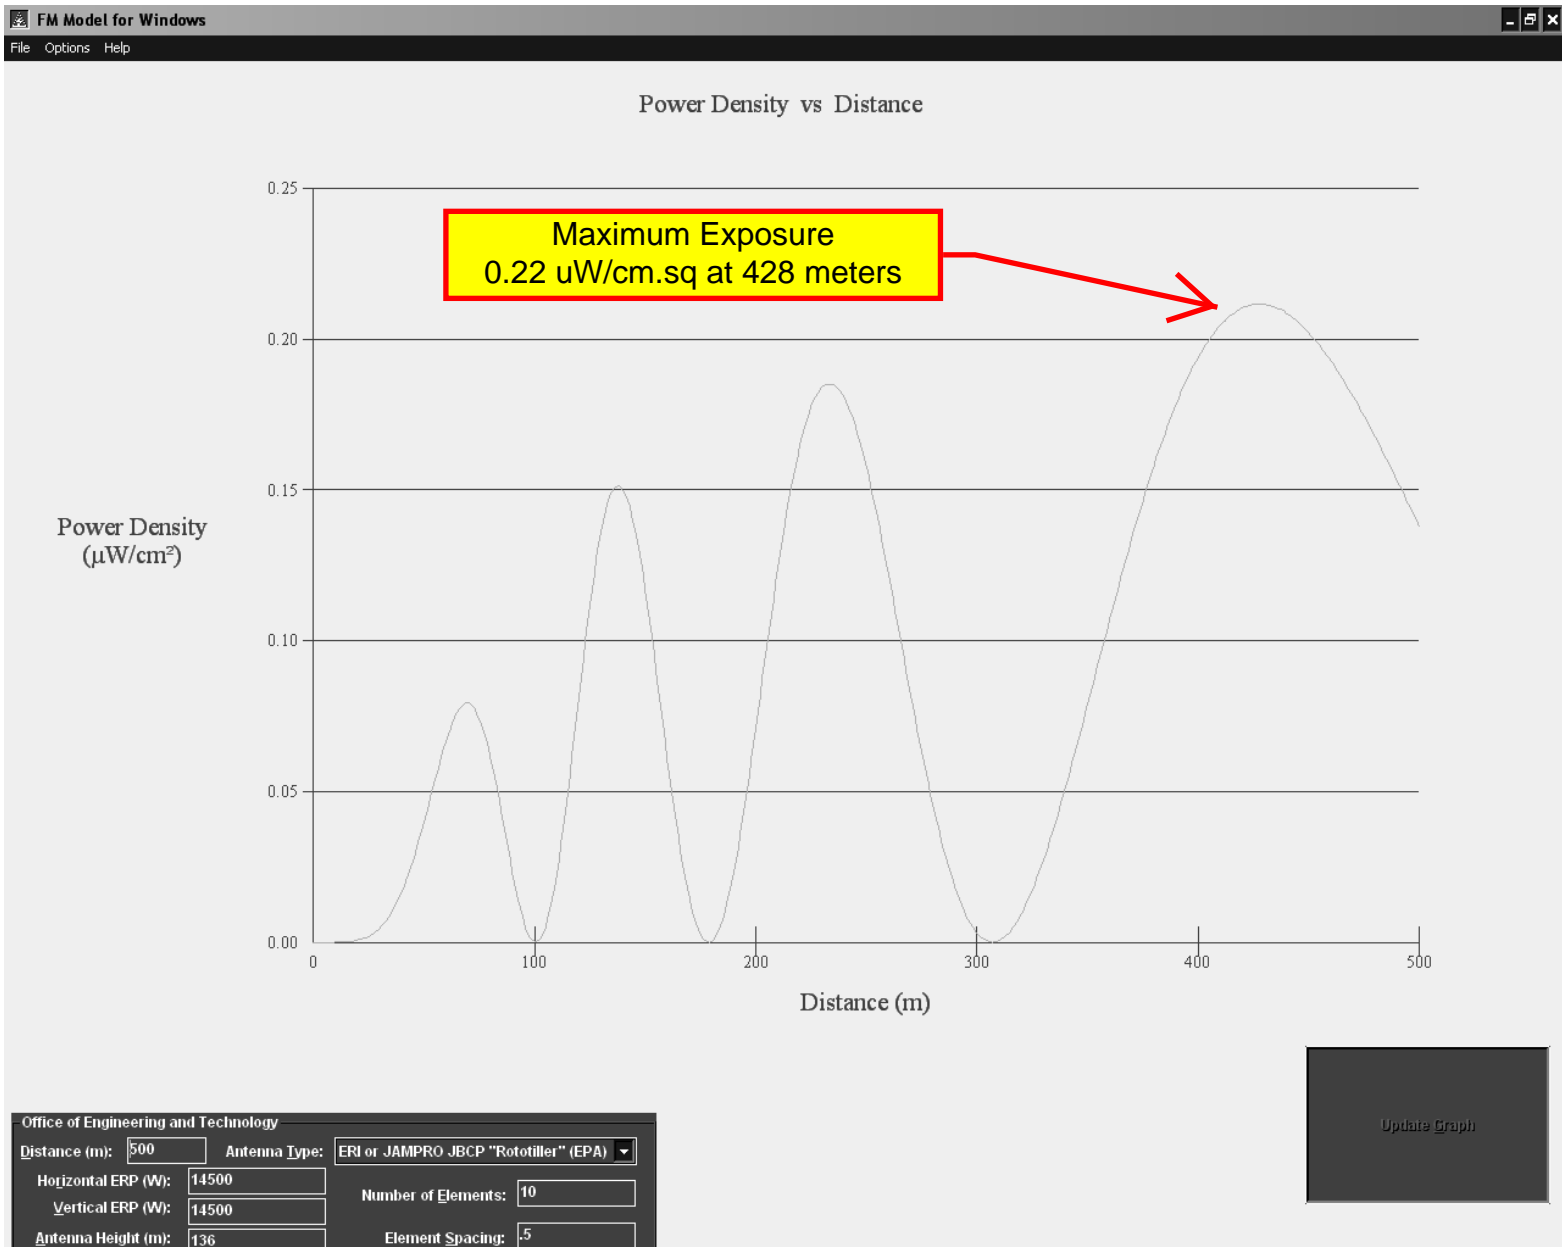 FM Model for Windows
File Options Help
Power Density vs Distance
0.25
Maximum Exposure
0.22 uW/cm.sq at 428 meters
0.20
0.15
Power Density
(µW/cm²)
0.10
0.05
0.00
0 100 200 300 400 500
Distance (m)
Update Graph
Office of Engineering and Technology
Distance (m): 500 Antenna Type: ERI or JAMPRO JBCP "Rototiller" (EPA)
Horizontal ERP (W): 14500
Number of Elements: 10
Vertical ERP (W): 14500
Antenna Height (m): 136 Element Spacing: .5